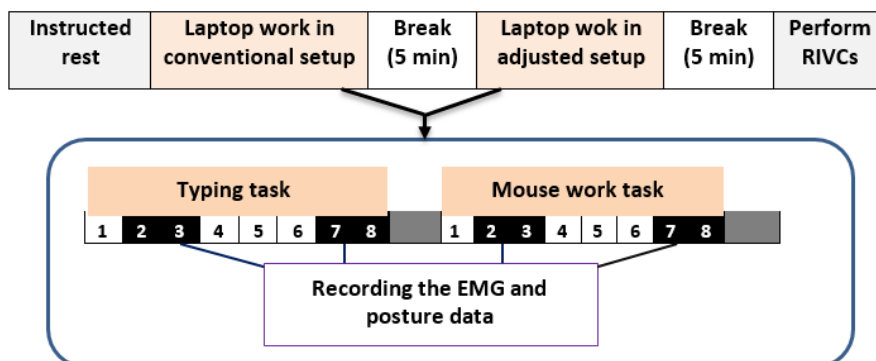 Instructed rest
Laptop work in conventional setup
Break (5 min)
Laptop wok in adjusted setup
Break (5 min)
Perform RIVCs
Typing task
Mouse work task
1 2 3 4 5 6 7 8
1 2 3 4 5 6 7 8
Recording the EMG and
posture data